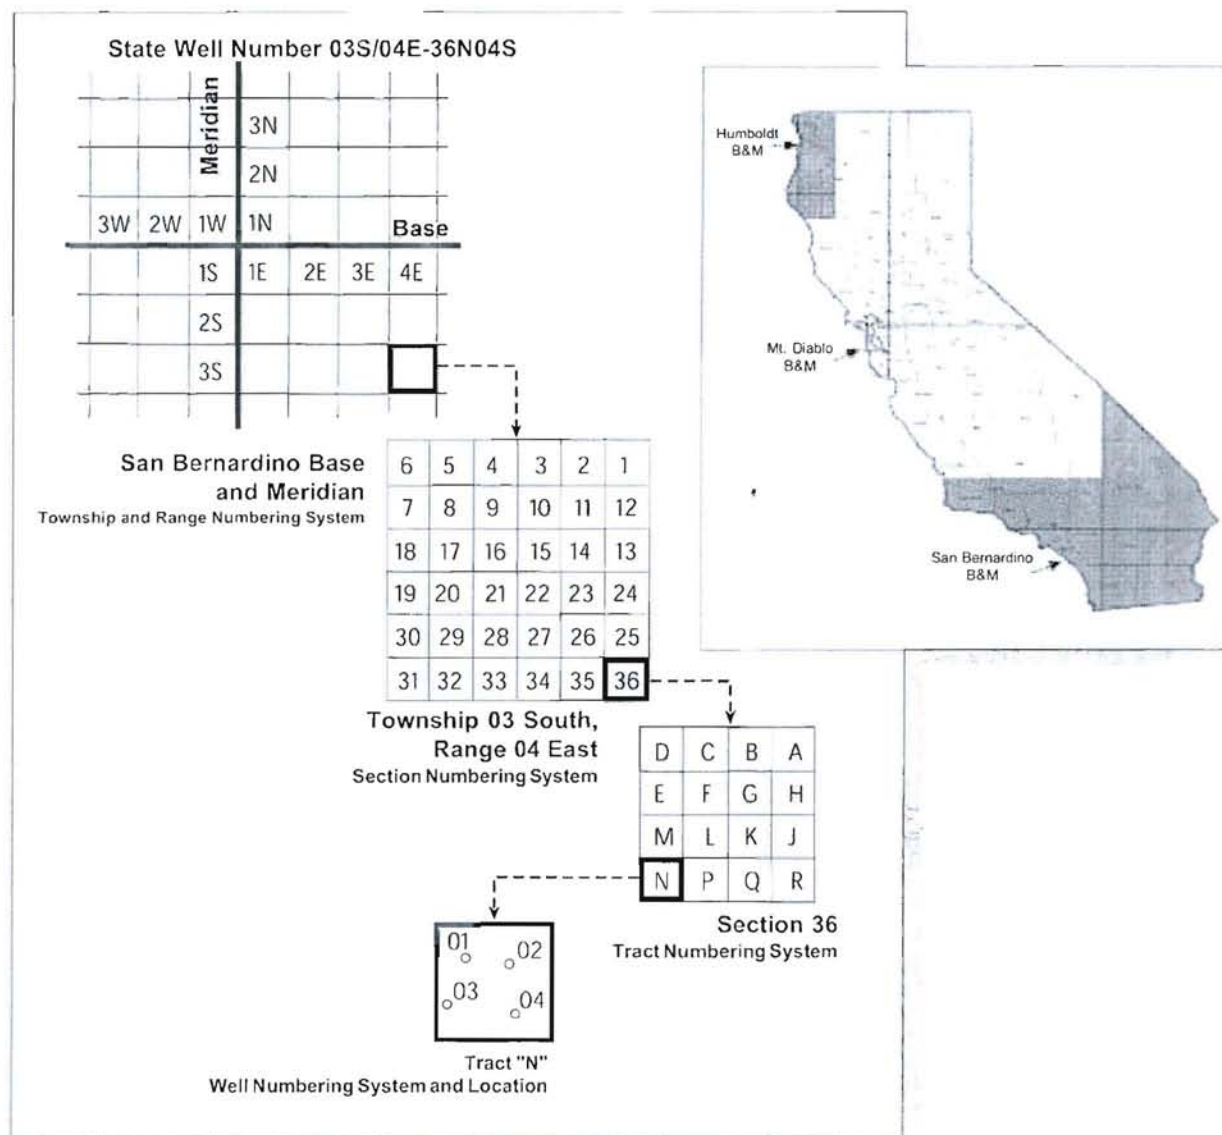 State Well Number 03S/04E-36N04S
Meridian
3N
2N
3W 2W 1W 1N Base
1S 1E 2E 3E 4E
2S
3S
San Bernardino Base
and Meridian
Township and Range Numbering System
6 5 4 3 2 1
7 8 9 10 11 12
18 17 16 15 14 13
19 20 21 22 23 24
30 29 28 27 26 25
31 32 33 34 35 36
Township 03 South,
Range 04 East
Section Numbering System
D C B A
E F G H
M L K J
N P Q R
Section 36
Tract Numbering System
01 02
03 04
Tract "N"
Well Numbering System and Location
Humboldt
B&M
Mt. Diablo
B&M
San Bernardino
B&M